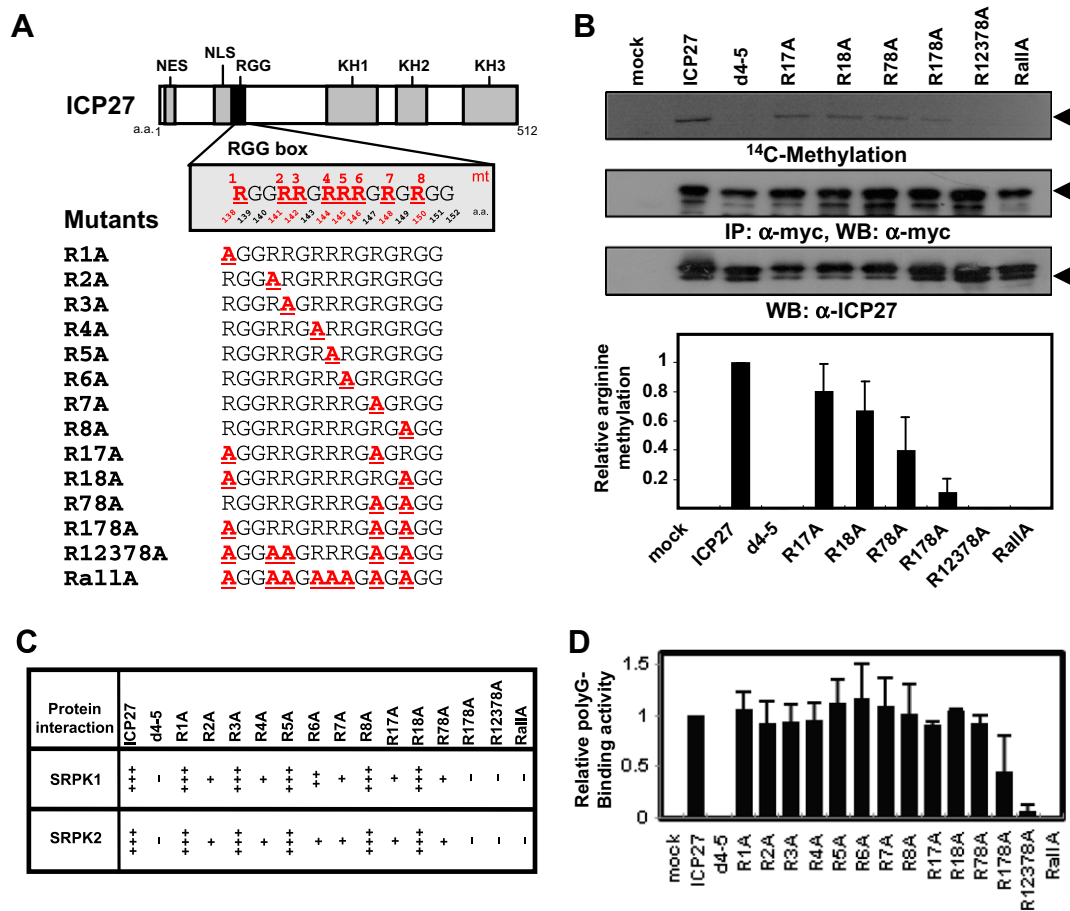 A
NES
NLS
RGG
KH1
KH2
KH3
ICP27
a.a.1
512
RGG box
1 2 3 4 5 6 7 8 mt
RGGRRGRRRGRGRGG
138 139 140 141 142 143 144 145 146 147 148 149 150 151 152 a.a.
Mutants
R1A AGGRRGRRRGRGRGG
R2A RGGARGRRRGRGRGG
R3A RGGRAGRRRGRGRGG
R4A RGGRRGARRGRGRGG
R5A RGGRRGRARGRGRGG
R6A RGGRRGRRAGRGRGG
R7A RGGRRGRRRGAGRGG
R8A RGGRRGRRRGRGAGG
R17A AGGRRGRRRGAGRGG
R18A AGGRRGRRRGRGAGG
R78A RGGRRGRRRGAGAGG
R178A AGGRRGRRRGAGAGG
R12378A AGGAAGRRRGAGAGG
RallA AGGAAGAAAGAGAGG
B
mock ICP27 d4-5 R17A R18A R78A R178A R12378A RallA
14C-Methylation
IP: α-myc, WB: α-myc
WB: α-ICP27
Relative arginine
methylation
1
0.8
0.6
0.4
0.2
mock ICP27 d4-5 R17A R18A R78A R178A R12378A RallA
C
Protein
interaction
ICP27 d4-5 R1A R2A R3A R4A R5A R6A R7A R8A R17A R18A R78A R178A R12378A RallA
SRPK1 +++ – +++ + +++ + +++ ++ + +++ + +++ + – – –
SRPK2 +++ – +++ + +++ + +++ + + +++ + +++ + – – –
D
Relative polyG-
Binding activity
1.5
1
0.5
0
mock ICP27 d4-5 R1A R2A R3A R4A R5A R6A R7A R8A R17A R18A R78A R178A R12378A RallA